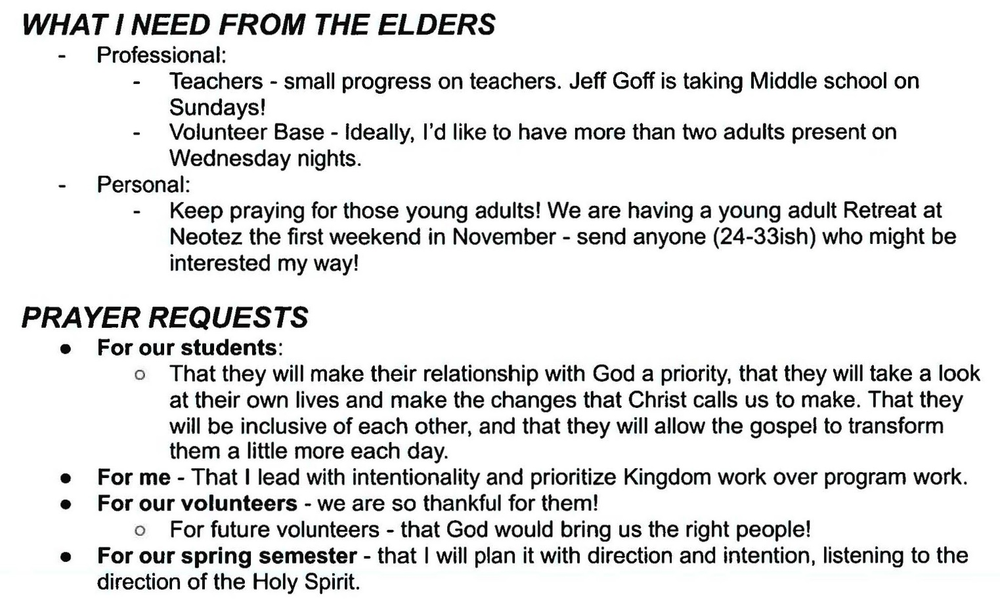 WHAT I NEED FROM THE ELDERS
- Professional:
- Teachers - small progress on teachers. Jeff Goff is taking Middle school on
Sundays!
- Volunteer Base - Ideally, I'd like to have more than two adults present on
Wednesday nights.
- Personal:
- Keep praying for those young adults! We are having a young adult Retreat at
Neotez the first weekend in November - send anyone (24-33ish) who might be
interested my way!
PRAYER REQUESTS
● For our students:
○ That they will make their relationship with God a priority, that they will take a look
at their own lives and make the changes that Christ calls us to make. That they
will be inclusive of each other, and that they will allow the gospel to transform
them a little more each day.
● For me - That I lead with intentionality and prioritize Kingdom work over program work.
● For our volunteers - we are so thankful for them!
○ For future volunteers - that God would bring us the right people!
● For our spring semester - that I will plan it with direction and intention, listening to the
direction of the Holy Spirit.